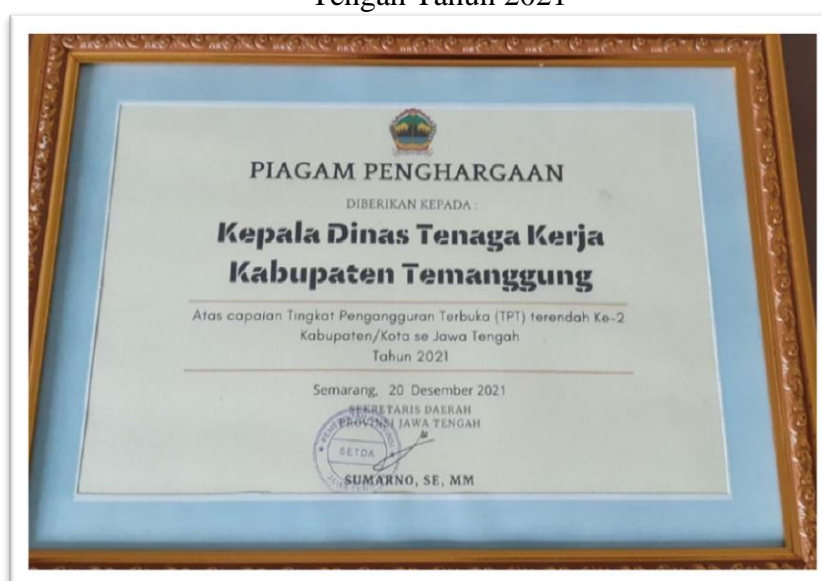 Tengah Tahun 2021
PIAGAM PENGHARGAAN
DIBERIKAN KEPADA :
Kepala Dinas Tenaga Kerja
Kabupaten Temanggung
Atas capaian Tingkat Pengangguran Terbuka (TPT) terendah Ke-2
Kabupaten/Kota se Jawa Tengah
Tahun 2021
Semarang, 20 Desember 2021
SEKRETARIS DAERAH
PROVINSI JAWA TENGAH
SETDA
SUMARNO, SE, MM